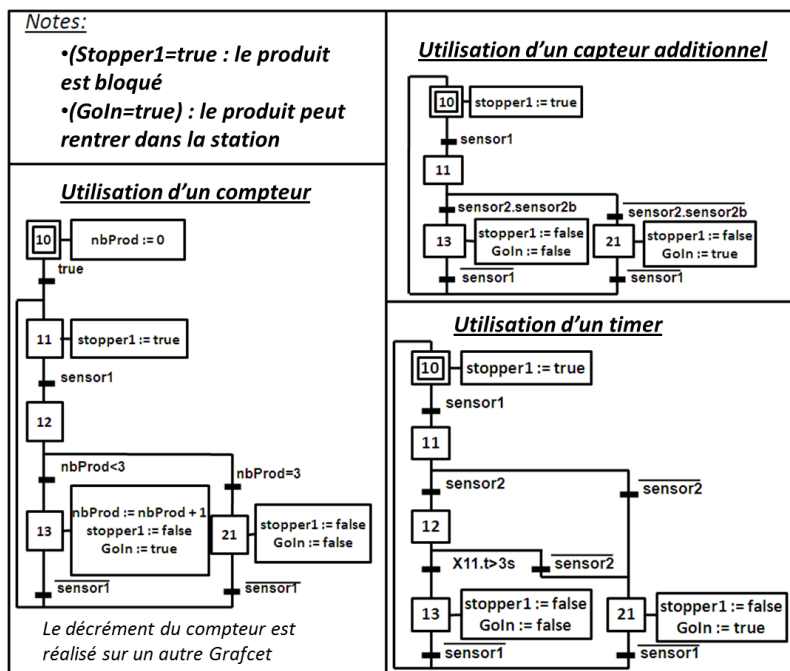 Notes:
•(Stopper1=true : le produit
est bloqué
•(GoIn=true) : le produit peut
rentrer dans la station
Utilisation d'un compteur
10
nbProd := 0
true
11
stopper1 := true
sensor1
12
nbProd<3
nbProd=3
13
nbProd := nbProd + 1
stopper1 := false
GoIn := true
21
stopper1 := false
GoIn := false
sensor1
sensor1
Le décrément du compteur est
réalisé sur un autre Grafcet
Utilisation d'un capteur additionnel
10
stopper1 := true
sensor1
11
sensor2.sensor2b
sensor2.sensor2b
13
stopper1 := false
GoIn := false
21
stopper1 := false
GoIn := true
sensor1
sensor1
Utilisation d'un timer
10
stopper1 := true
sensor1
11
sensor2
sensor2
12
X11.t>3s
sensor2
13
stopper1 := false
GoIn := false
21
stopper1 := false
GoIn := true
sensor1
sensor1